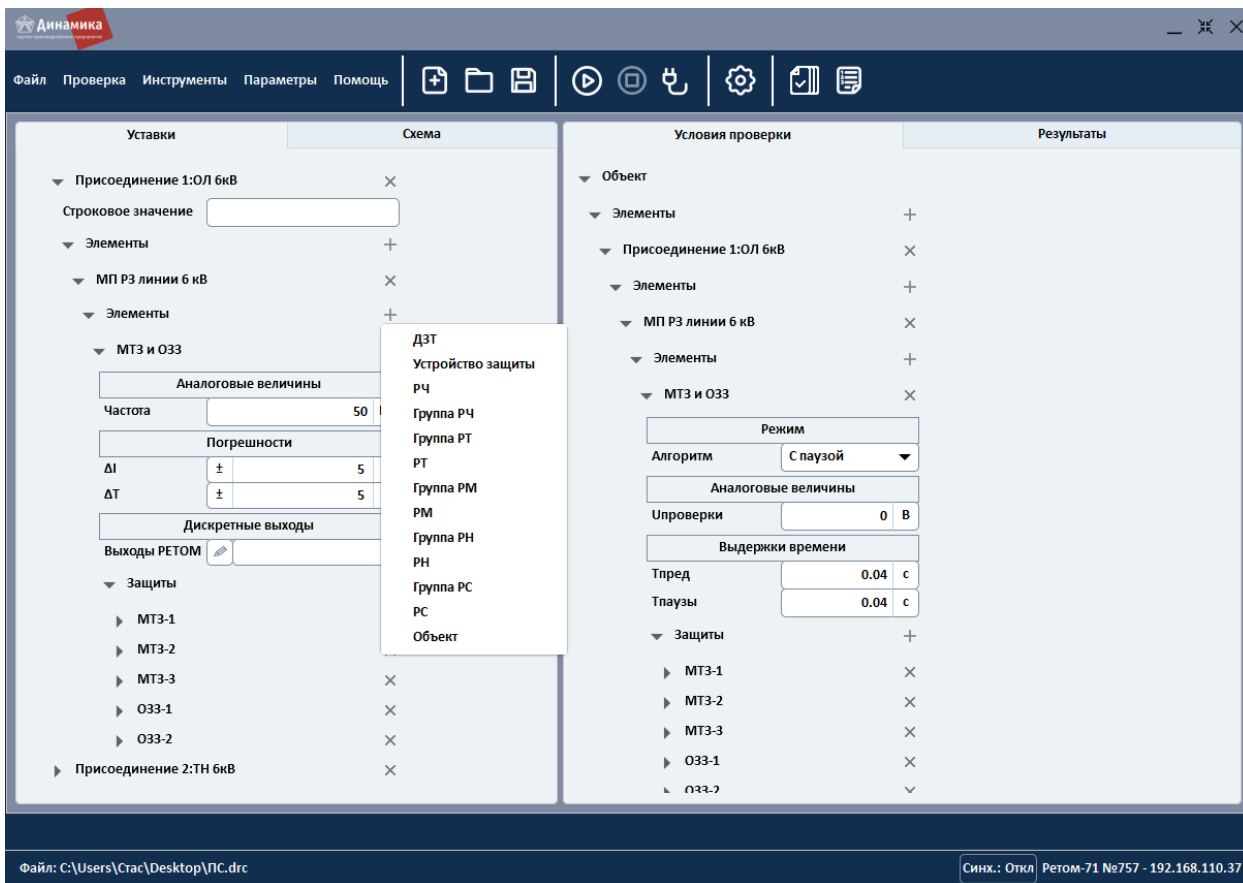 Динамика
Файл Проверка Инструменты Параметры Помощь
Уставки Схема
Присоединение 1:ОЛ 6кВ
Строковое значение
Элементы
МП РЗ линии 6 кВ
Элементы
МТЗ и ОЗЗ
Аналоговые величины
Частота 50
Погрешности
ΔI ± 5
ΔT ± 5
Дискретные выходы
Выходы РЕТОМ
Защиты
МТЗ-1
МТЗ-2
МТЗ-3
ОЗЗ-1
ОЗЗ-2
Присоединение 2:ТН 6кВ
ДЗТ
Устройство защиты
РЧ
Группа РЧ
Группа РТ
РТ
Группа РМ
РМ
Группа РН
РН
Группа РС
РС
Объект
Условия проверки Результаты
Объект
Элементы
Присоединение 1:ОЛ 6кВ
Элементы
МП РЗ линии 6 кВ
Элементы
МТЗ и ОЗЗ
Режим
Алгоритм С паузой
Аналоговые величины
Uпроверки 0 В
Выдержки времени
Тпред 0.04 с
Тпаузы 0.04 с
Защиты
МТЗ-1
МТЗ-2
МТЗ-3
ОЗЗ-1
ОЗЗ-2
Файл: C:\Users\Стас\Desktop\ПС.drc
Синх.: Откл Ретом-71 №757 - 192.168.110.37